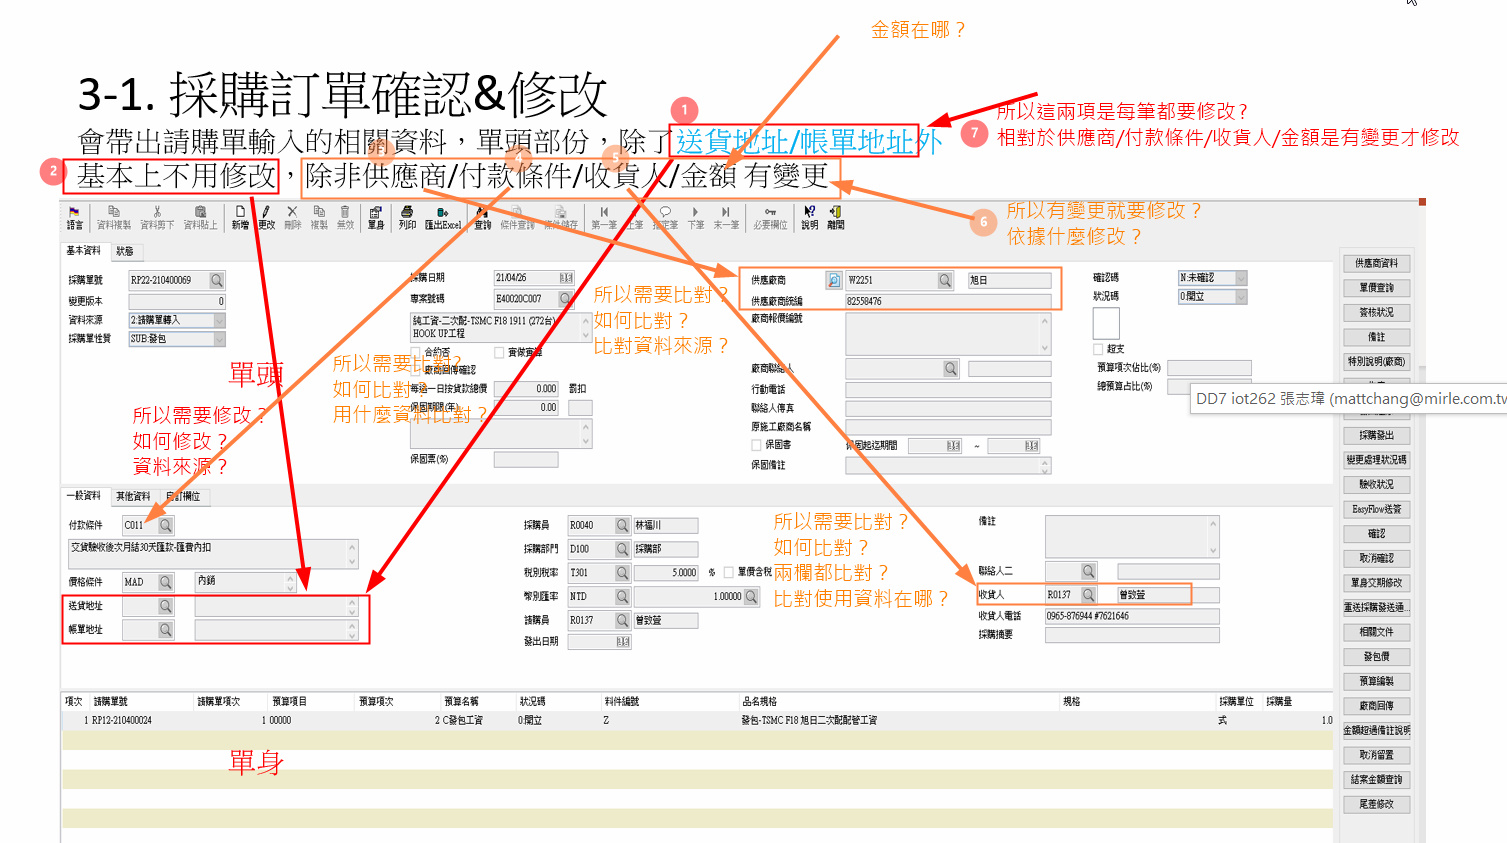 金額在哪？
3-1. 採購訂單確認&修改
1
會帶出請購單輸入的相關資料，單頭部份，除了送貨地址/帳單地址外
7
所以這兩項是每筆都要修改?
相對於供應商/付款條件/收貨人/金額是有變更才修改
2
基本上不用修改，除非供應商/付款條件/收貨人/金額 有變更
4
5
6
所以有變更就要修改？
依據什麼修改？
語言 資料複製 資料剪下 資料貼上 新增 更改 刪除 複製 無效 單身 列印 匯出Excel 查詢 條件查詢 條件儲存 第一筆 上筆 指定筆 下筆 末一筆 必要欄位 說明 離開
基本資料 狀態
採購單號 RP22-210400069
變更版本 0
資料來源 2:請購單轉入
採購單性質 SUB:發包
採購日期 21/04/26
專案號碼 E40020C007
純工資-二次配-TSMC F18 1911 (272台)
HOOK UP工程
合約否 實做實算
廠商回傳確認
每逾一日按貨款總價 0.000 罰扣
保固期限(年) 0.00
保固票(%)
供應廠商 W2251 旭日
供應廠商統編 82558476
廠商報價編號
廠商聯絡人
行動電話
聯絡人傳真
原施工廠商名稱
保固書 保固起迄期間 ~
保固備註
確認碼 N:未確認
狀況碼 0:開立
超支
預算項次佔比(%)
總預算占比(%)
所以需要比對？
如何比對？
比對資料來源？
單頭
所以需要比對?
如何比對？
用什麼資料比對？
所以需要修改？
如何修改？
資料來源？
DD7 iot262 張志瑋 (mattchang@mirle.com.tw
供應商資料
單價查詢
簽核狀況
備註
特別說明(廠商)
採購發出
變更處理狀況碼
驗收狀況
EasyFlow送簽
確認
取消確認
單身交期修改
重送採購發送通...
相關文件
發包價
預算編製
廠商回傳
金額超過備註說明
取消留置
結案金額查詢
尾差修改
一般資料 其他資料 自訂欄位
付款條件 C011
交貨驗收後次月結30天匯款-匯費內扣
價格條件 MAD 內銷
送貨地址
帳單地址
採購員 R0040 林福川
採購部門 D100 採購部
稅別稅率 T301 5.0000 % 單價含稅
幣別匯率 NTD 1.00000
請購員 R0137 曾致萱
發出日期
所以需要比對？
如何比對？
兩欄都比對？
比對使用資料在哪？
備註
聯絡人二
收貨人 R0137 曾致萱
收貨人電話 0965-876944 #7621646
採購摘要
項次 請購單號 請購單項次 預算項目 預算項次 預算名稱 狀況碼 料件編號 品名規格 規格 採購單位 採購量
1 RP12-210400024 1 00000 2 C發包工資 0:開立 Z 發包-TSMC F18 旭日二次配配管工資 式 1.0
單身